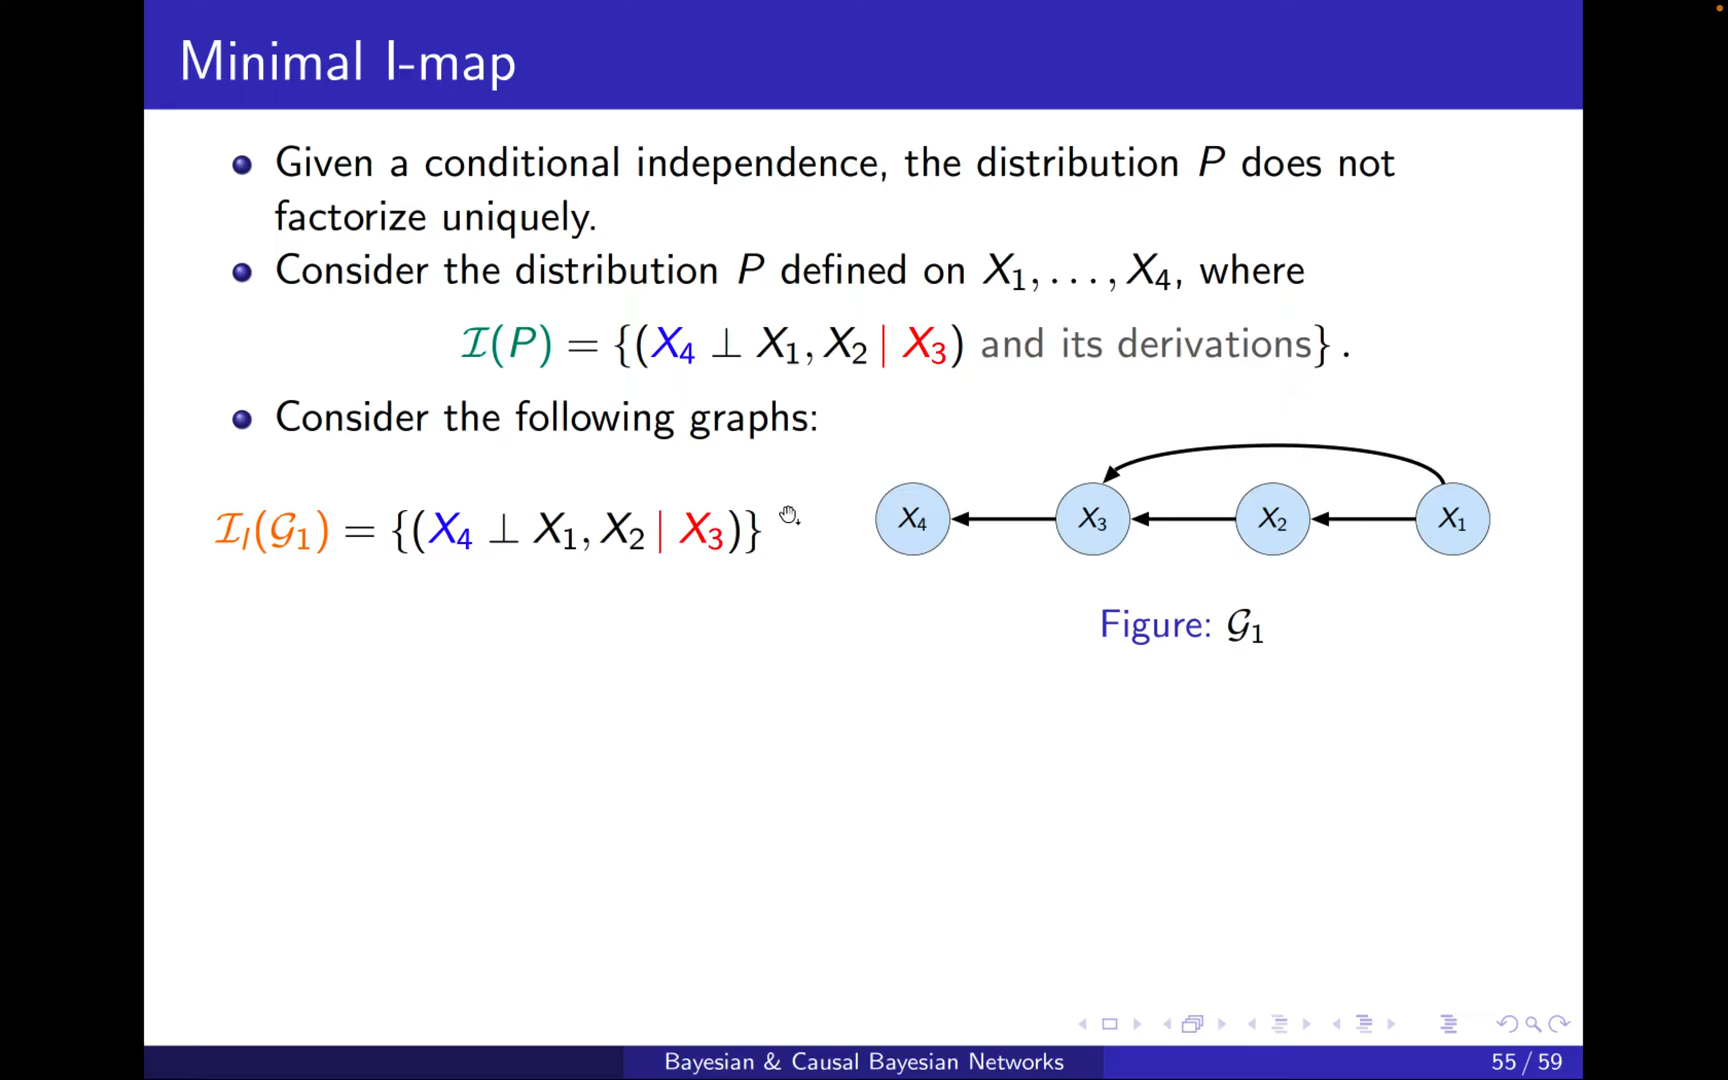 Minimal I-map
Given a conditional independence, the distribution P does not
factorize uniquely.
Consider the distribution P defined on X₁, . . . , X₄, where
ℐ(P) = {(X₄ ⊥ X₁, X₂ | X₃) and its derivations} .
Consider the following graphs:
ℐₗ(𝒢₁) = {(X₄ ⊥ X₁, X₂ | X₃)}
X₄ X₃ X₂ X₁
Figure: 𝒢₁
Bayesian & Causal Bayesian Networks 55 / 59